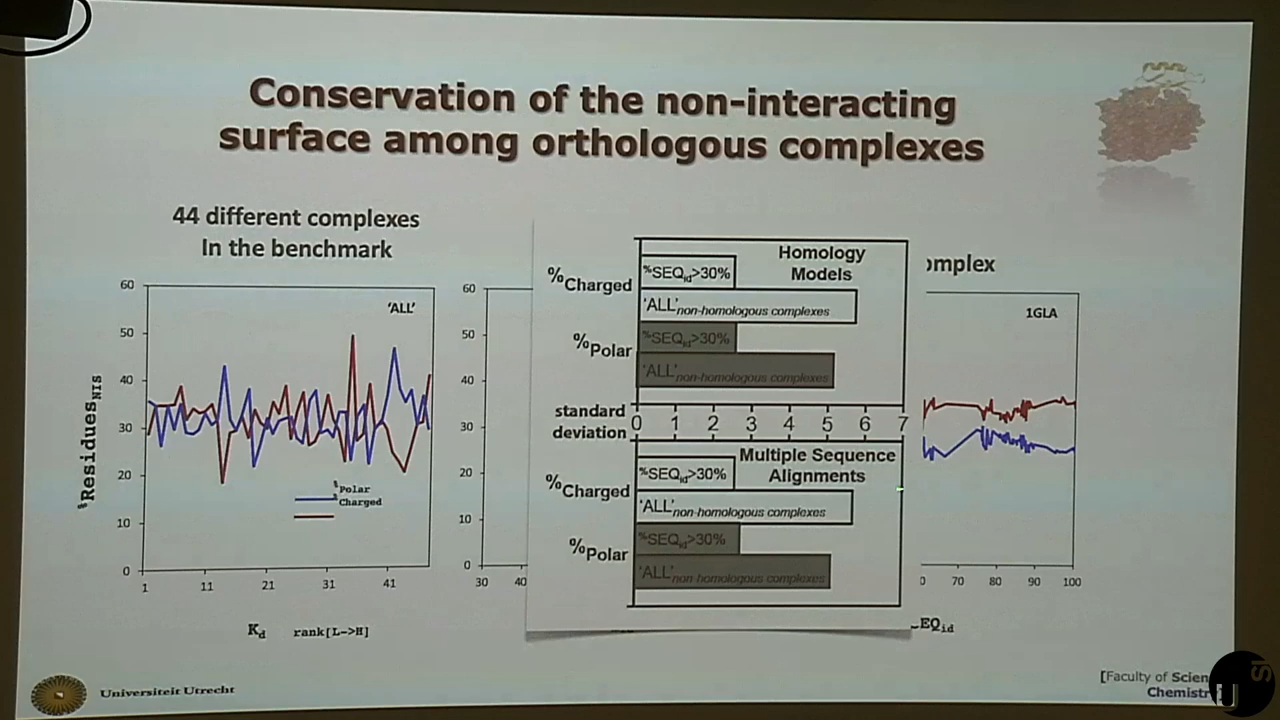 Conservation of the non-interacting
surface among orthologous complexes
44 different complexes
In the benchmark
60
50
40
30
20
10
0
%Residues NIS
'ALL'
%Polar
%Charged
1 11 21 31 41
Kd rank[L->H]
60
50
40
30
20
10
0
30 40
Homology
Models
%Charged
%SEQid>30%
'ALL'non-homologous complexes
%Polar
%SEQid>30%
'ALL'non-homologous complexes
standard
deviation
0 1 2 3 4 5 6 7
Multiple Sequence
Alignments
%Charged
%SEQid>30%
'ALL'non-homologous complexes
%Polar
%SEQid>30%
'ALL'non-homologous complexes
omplex
1GLA
0 70 80 90 100
EQid
Universiteit Utrecht
[Faculty of Scien
Chemistr